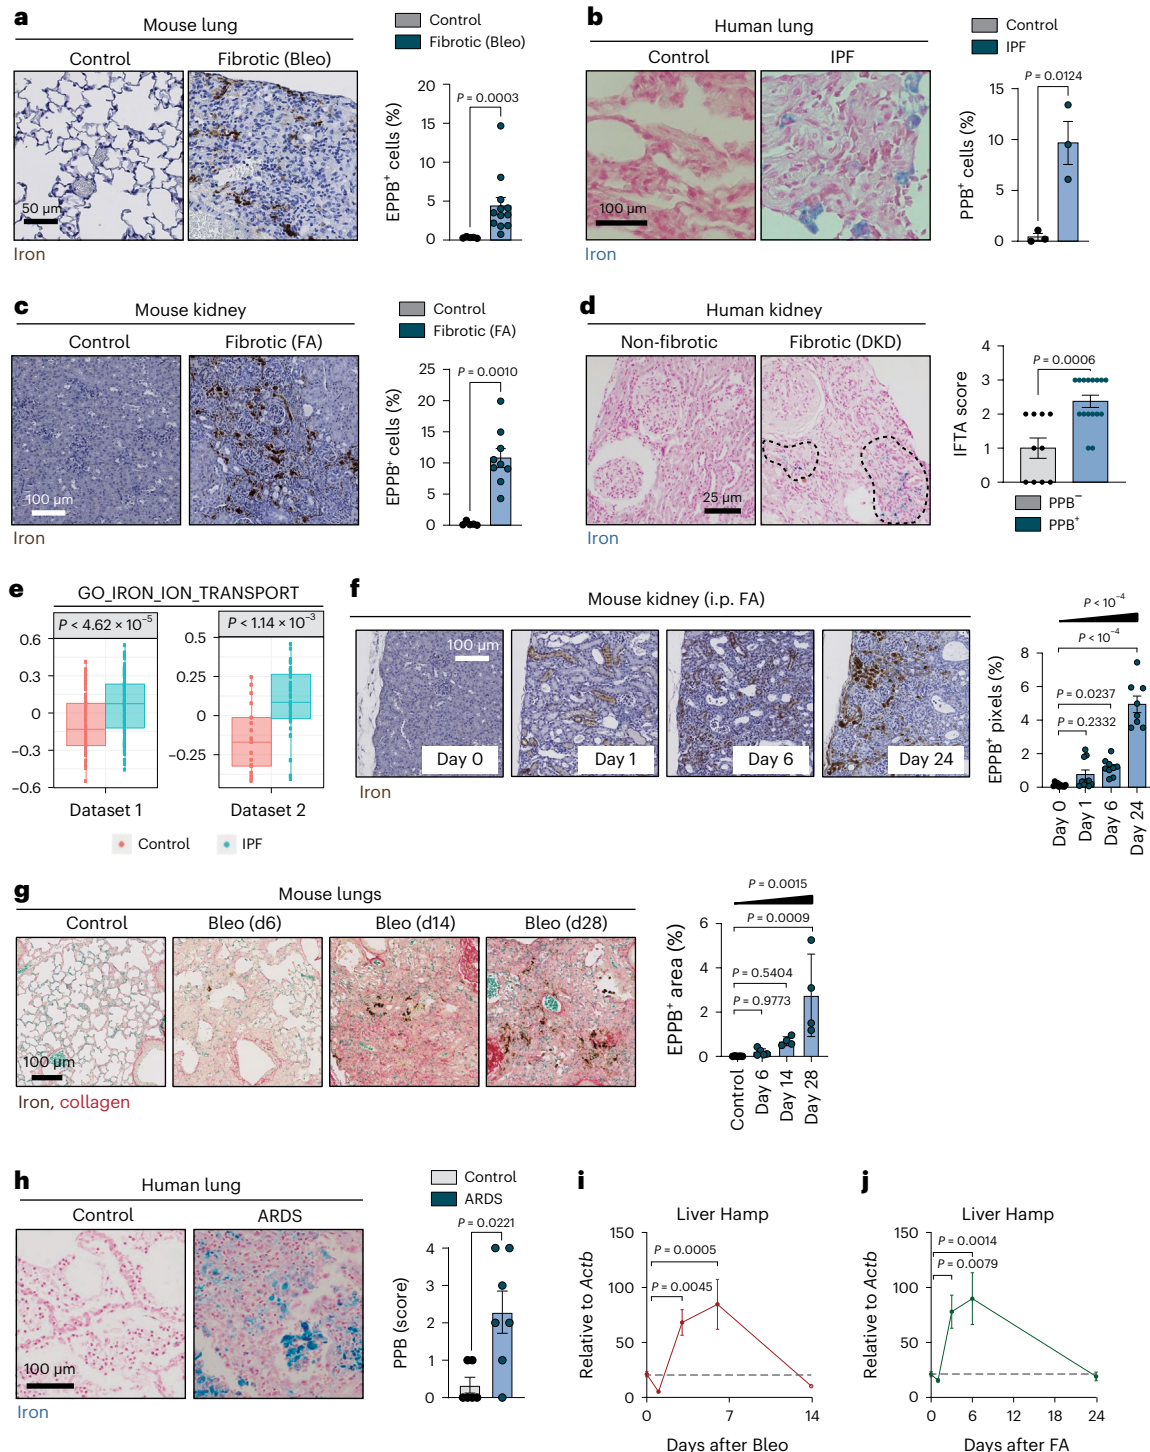 a
Mouse lung
Control
Fibrotic (Bleo)
50 µm
Iron
Control
Fibrotic (Bleo)
EPPB⁺ cells (%)
20
15
10
5
0
P = 0.0003
b
Human lung
Control
IPF
100 µm
Iron
Control
IPF
PPB⁺ cells (%)
15
10
5
0
P = 0.0124
c
Mouse kidney
Control
Fibrotic (FA)
100 µm
Iron
Control
Fibrotic (FA)
EPPB⁺ cells (%)
25
20
15
10
5
0
P = 0.0010
d
Human kidney
Non-fibrotic
Fibrotic (DKD)
25 µm
Iron
IFTA score
4
3
2
1
0
P = 0.0006
PPB⁻
PPB⁺
e
GO_IRON_ION_TRANSPORT
P < 4.62 × 10⁻⁵
0.6
0.3
0
−0.3
−0.6
Dataset 1
P < 1.14 × 10⁻³
0.5
0.25
0
−0.25
Dataset 2
Control
IPF
f
Mouse kidney (i.p. FA)
100 µm
Day 0
Day 1
Day 6
Day 24
Iron
EPPB⁺ pixels (%)
8
6
4
2
0
P < 10⁻⁴
P < 10⁻⁴
P = 0.0237
P = 0.2332
Day 0
Day 1
Day 6
Day 24
g
Mouse lungs
Control
Bleo (d6)
Bleo (d14)
Bleo (d28)
100 µm
Iron, collagen
EPPB⁺ area (%)
6
4
2
0
P = 0.0015
P = 0.0009
P = 0.5404
P = 0.9773
Control
Day 6
Day 14
Day 28
h
Human lung
Control
ARDS
100 µm
Iron
Control
ARDS
PPB (score)
4
3
2
1
0
P = 0.0221
i
Liver Hamp
Relative to Actb
150
100
50
0
P = 0.0005
P = 0.0045
0
7
14
Days after Bleo
j
Liver Hamp
Relative to Actb
150
100
50
0
P = 0.0014
P = 0.0079
0
6
12
18
24
Days after FA